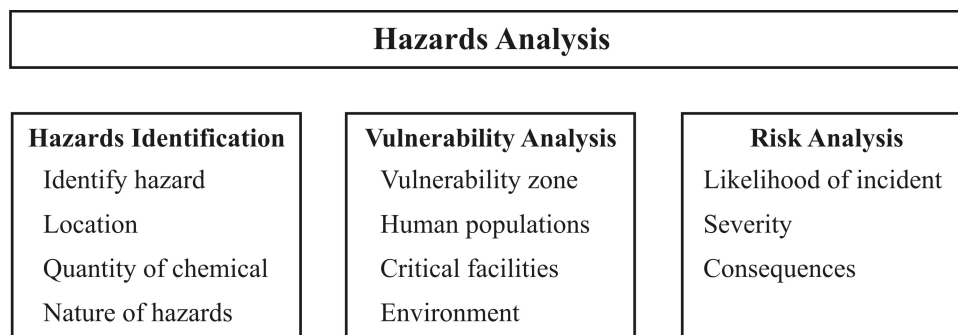 Hazards Analysis
Hazards Identification
Identify hazard
Location
Quantity of chemical
Nature of hazards
Vulnerability Analysis
Vulnerability zone
Human populations
Critical facilities
Environment
Risk Analysis
Likelihood of incident
Severity
Consequences